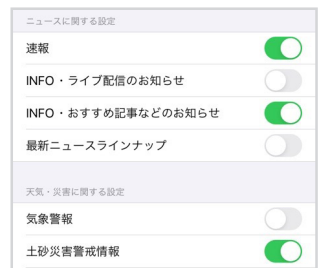 ニュースに関する設定
速報
INFO・ライブ配信のお知らせ
INFO・おすすめ記事などのお知らせ
最新ニュースラインナップ
天気・災害に関する設定
気象警報
土砂災害警戒情報